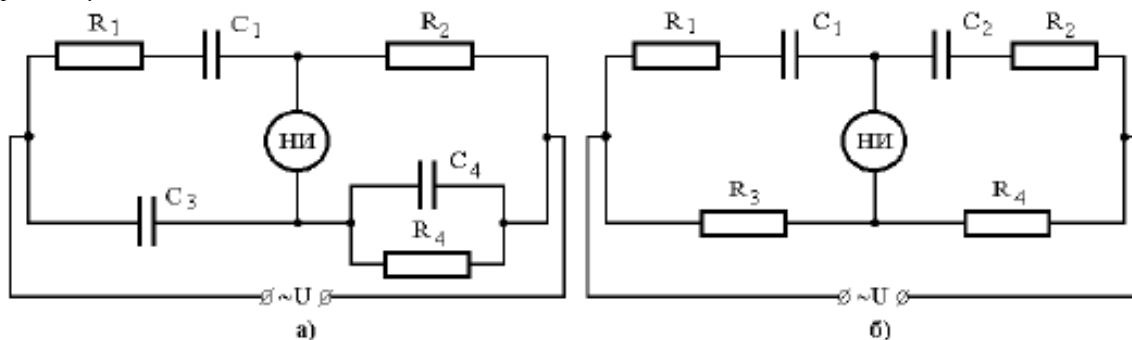 R1 C1 R2 R1 C1 C2 R2
НИ НИ
C4
C3 R3 R4
R4
~U ~U
а) б)